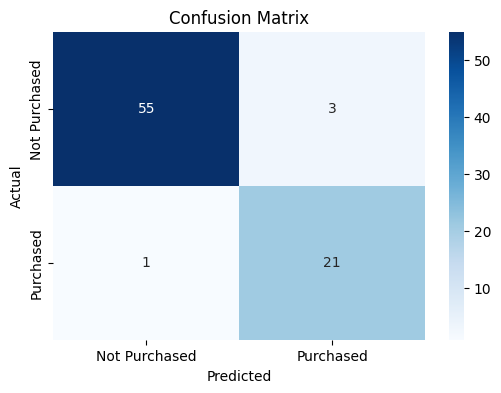 Confusion Matrix
Actual
Not Purchased
Purchased
55
3
1
21
Not Purchased
Purchased
Predicted
50
40
30
20
10